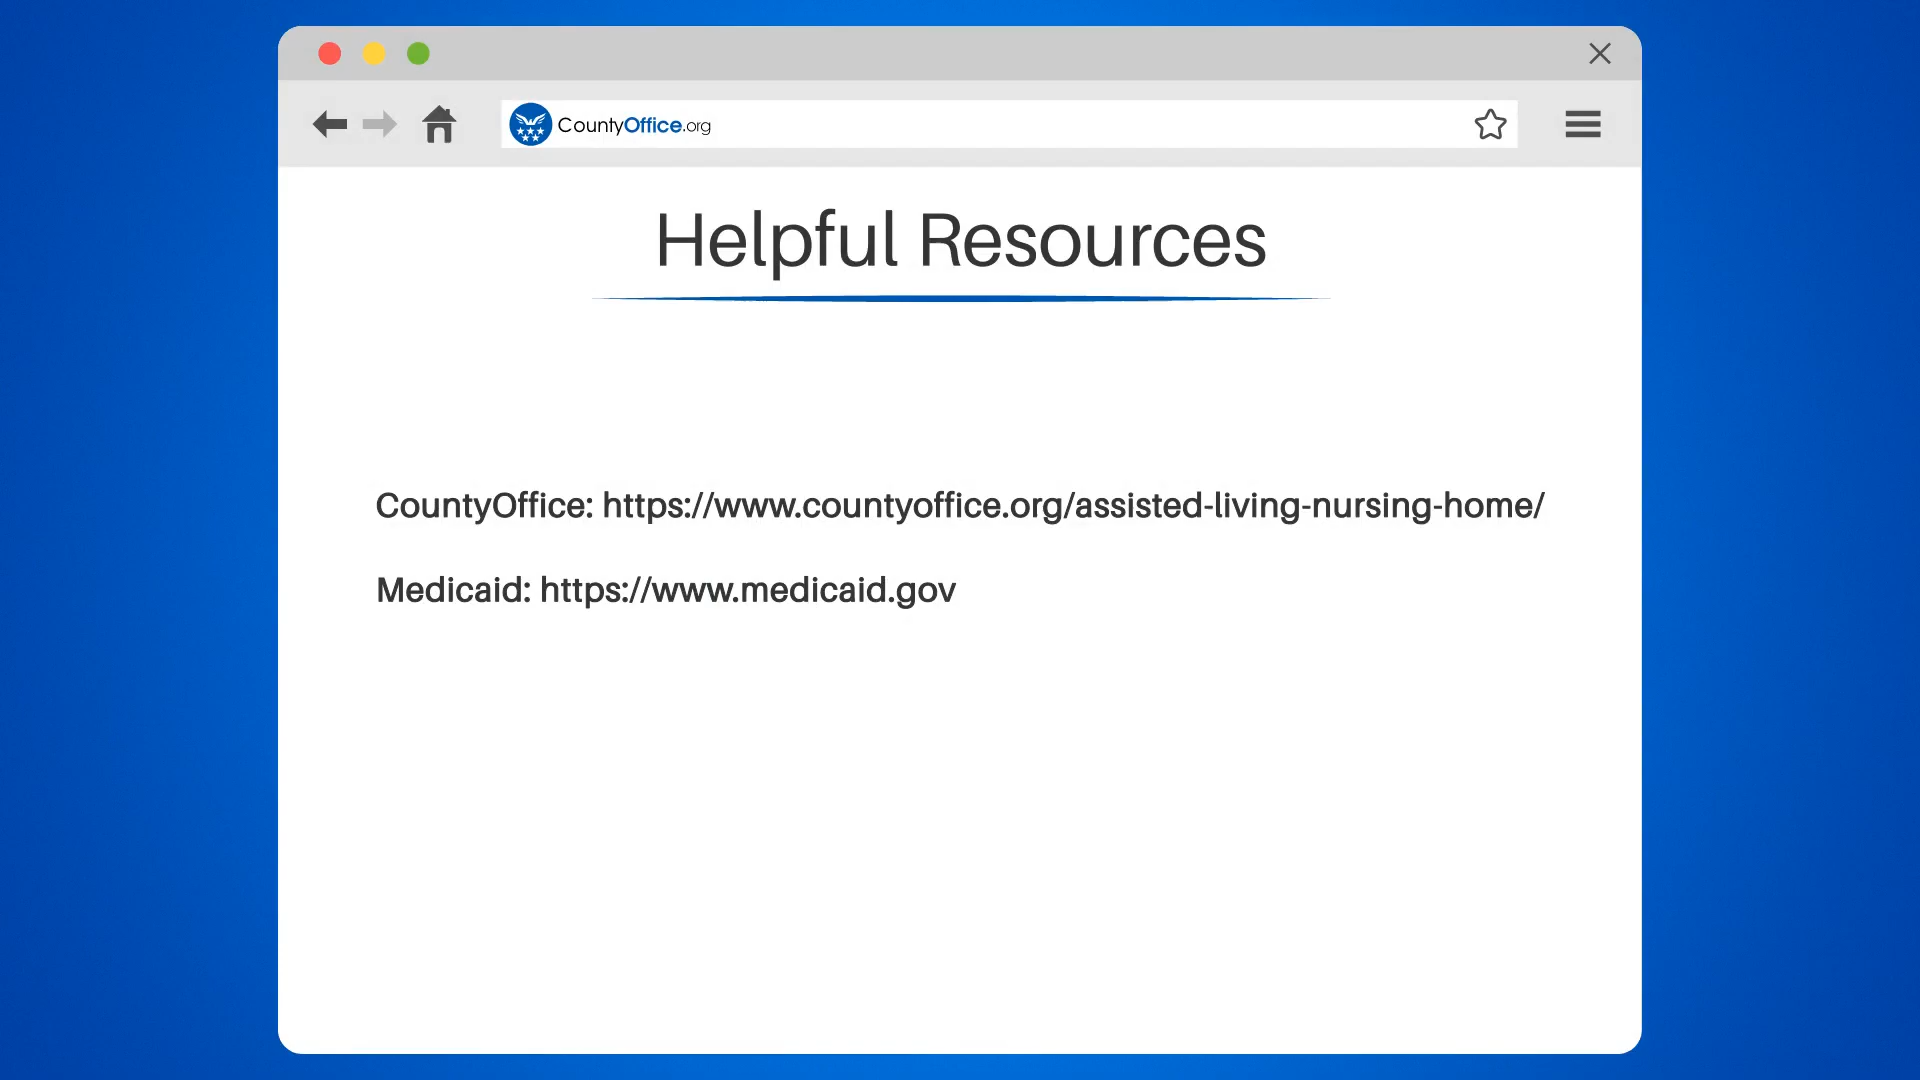 CountyOffice.org
Helpful Resources
CountyOffice: https://www.countyoffice.org/assisted-living-nursing-home/
Medicaid: https://www.medicaid.gov